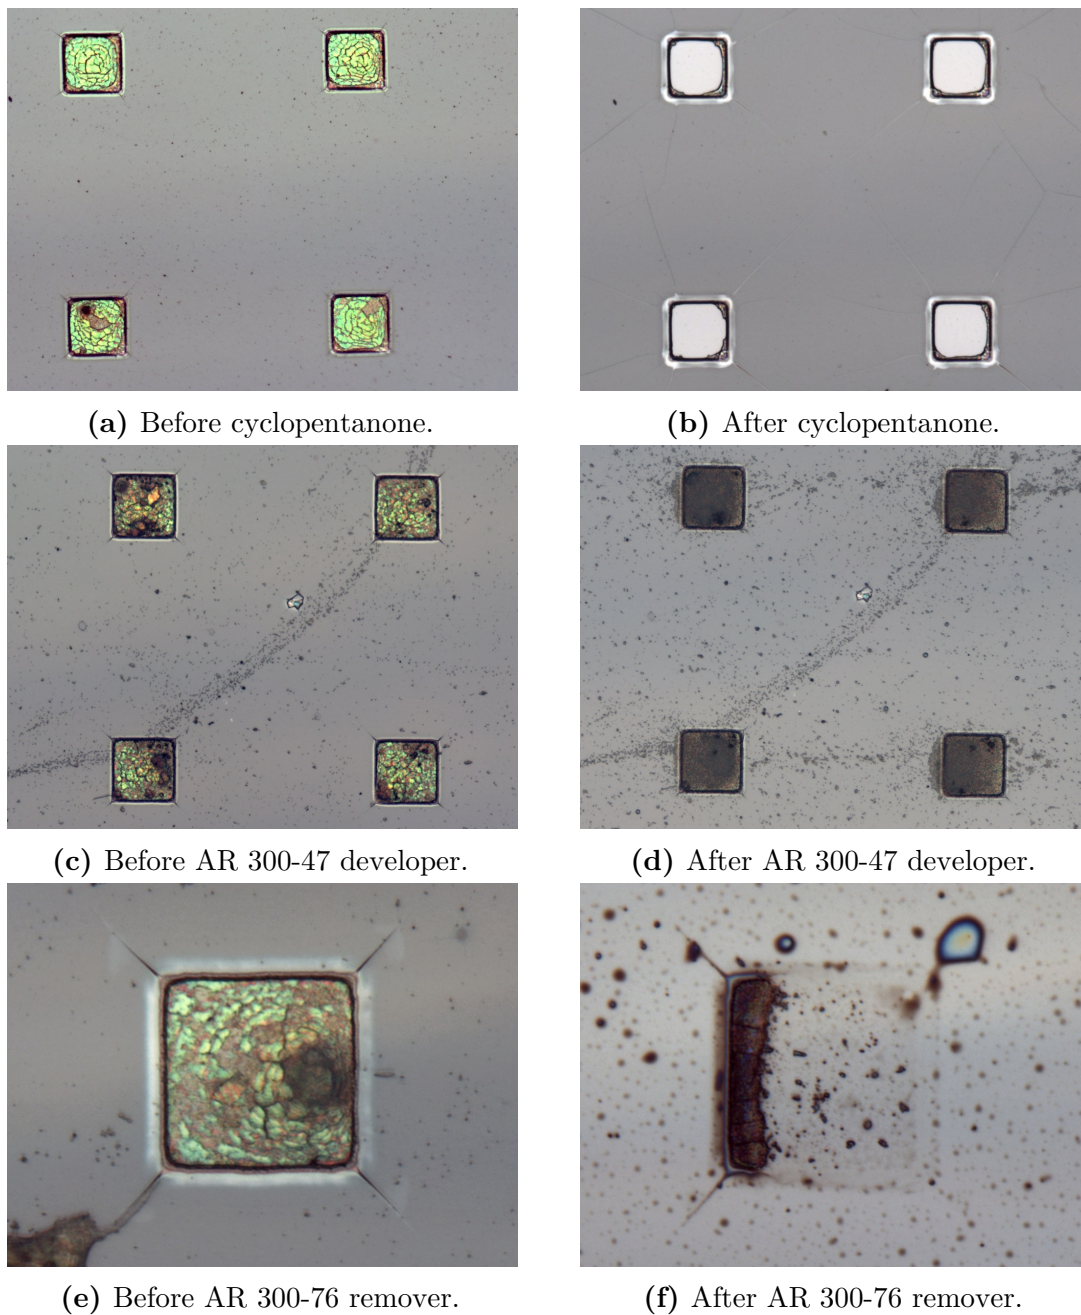 (a) Before cyclopentanone.
(b) After cyclopentanone.
(c) Before AR 300-47 developer.
(d) After AR 300-47 developer.
(e) Before AR 300-76 remover.
(f) After AR 300-76 remover.